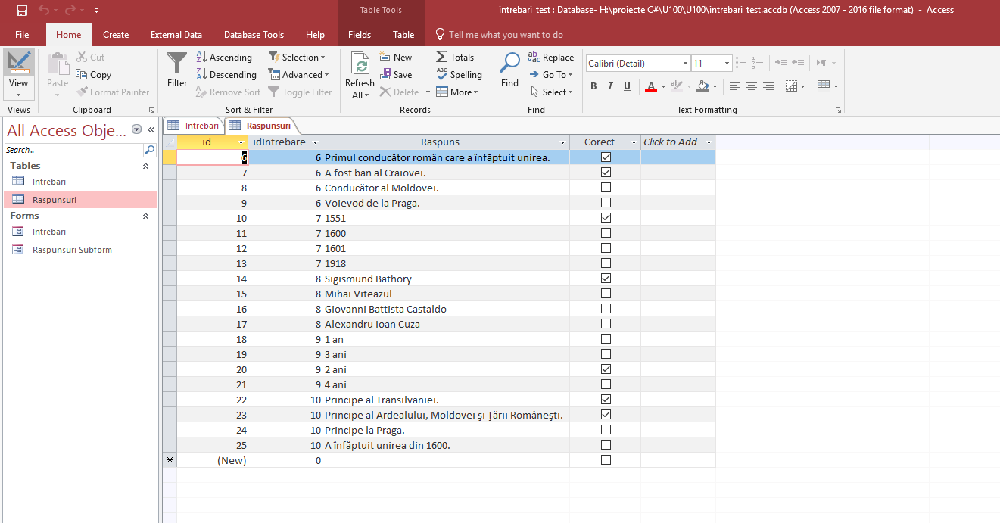 Table Tools
intrebari_test : Database- H:\proiecte C#\U100\U100\intrebari_test.accdb (Access 2007 - 2016 file format) - Access
File Home Create External Data Database Tools Help Fields Table Tell me what you want to do
View
Views
Paste
Cut
Copy
Format Painter
Clipboard
Filter
Ascending
Descending
Remove Sort
Selection
Advanced
Toggle Filter
Sort & Filter
Refresh
All
New
Save
Delete
Totals
Spelling
More
Records
Find
Replace
Go To
Select
Find
Calibri (Detail) 11
B I U A
Text Formatting
All Access Obje...
Search...
Tables
Intrebari
Raspunsuri
Forms
Intrebari
Raspunsuri Subform
Intrebari Raspunsuri
id idIntrebare Raspuns Corect Click to Add
6 6 Primul conducător român care a înfăptuit unirea.
7 6 A fost ban al Craiovei.
8 6 Conducător al Moldovei.
9 6 Voievod de la Praga.
10 7 1551
11 7 1600
12 7 1601
13 7 1918
14 8 Sigismund Bathory
15 8 Mihai Viteazul
16 8 Giovanni Battista Castaldo
17 8 Alexandru Ioan Cuza
18 9 1 an
19 9 3 ani
20 9 2 ani
21 9 4 ani
22 10 Principe al Transilvaniei.
23 10 Principe al Ardealului, Moldovei şi Ţării Româneşti.
24 10 Principe la Praga.
25 10 A înfăptuit unirea din 1600.
(New) 0